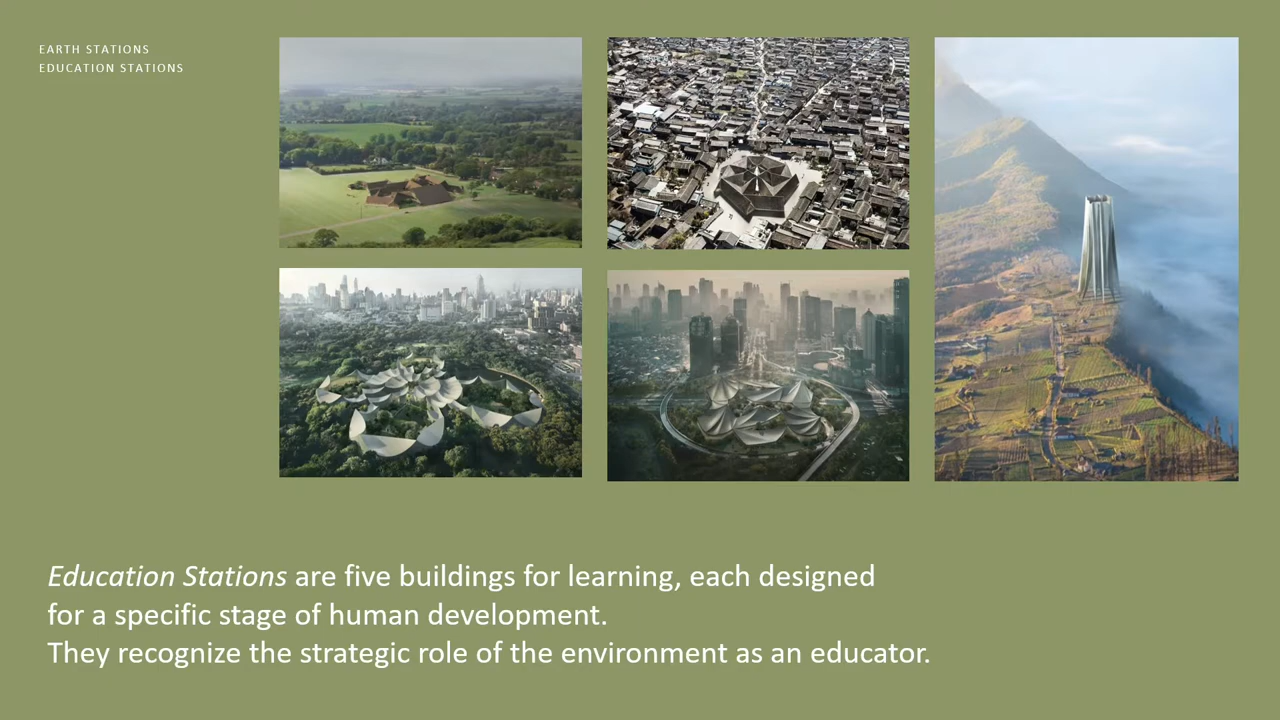 EARTH STATIONS
EDUCATION STATIONS
Education Stations are five buildings for learning, each designed
for a specific stage of human development.
They recognize the strategic role of the environment as an educator.